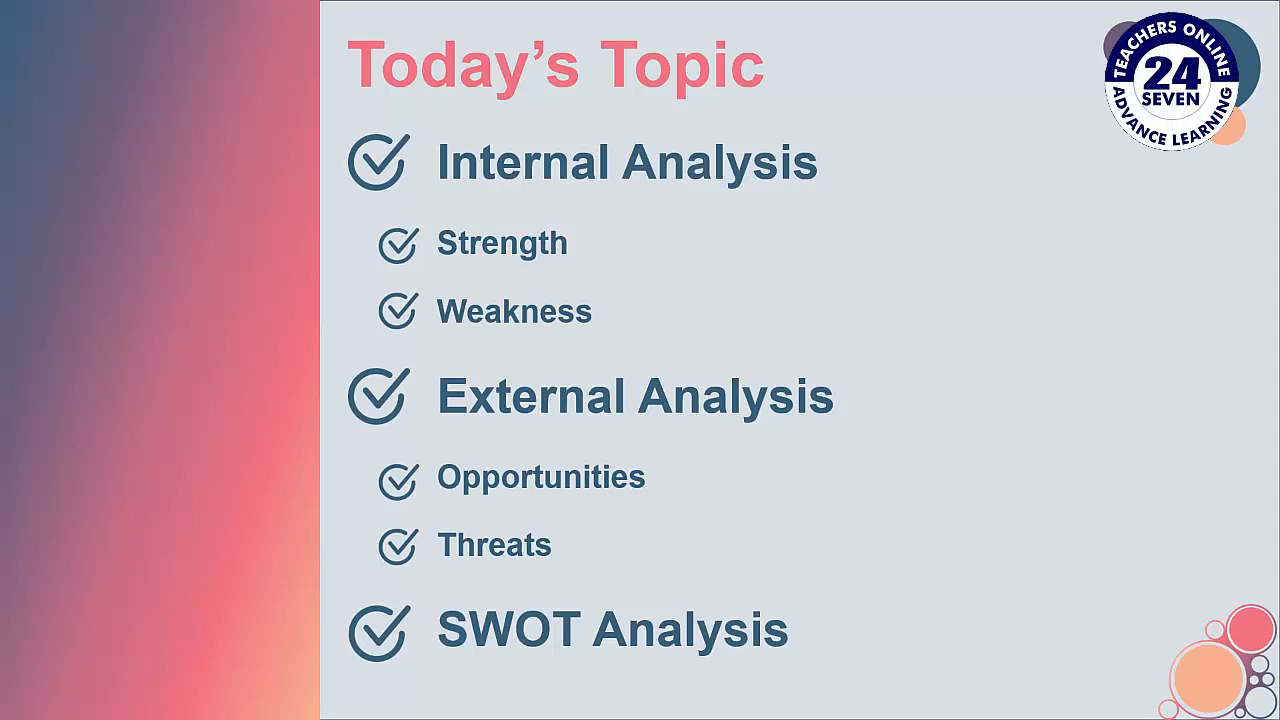 Today’s Topic
TEACHERS ONLINE
24
SEVEN
ADVANCE LEARNING
Internal Analysis
Strength
Weakness
External Analysis
Opportunities
Threats
SWOT Analysis